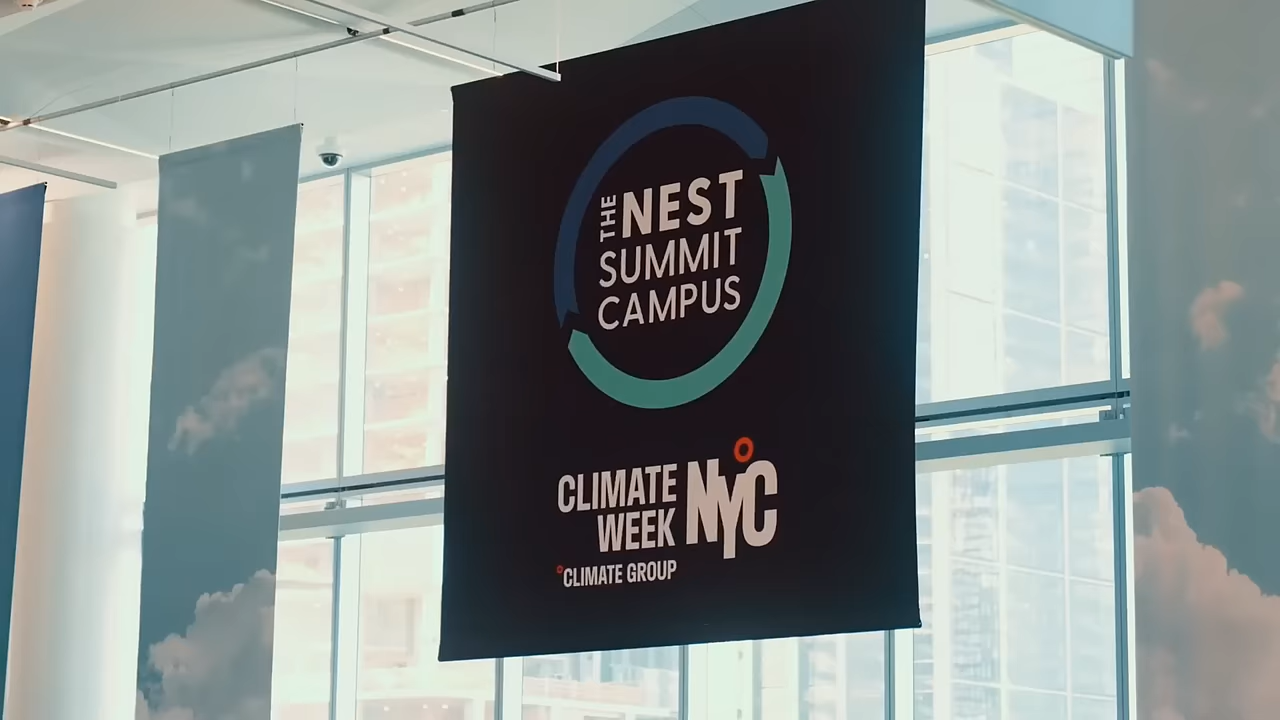 THE NEST
SUMMIT
CAMPUS
CLIMATE
WEEK NYC
°CLIMATE GROUP